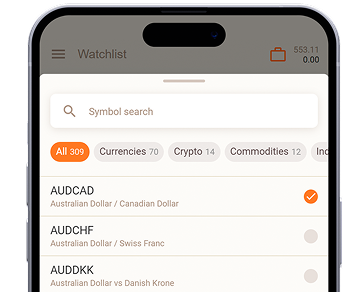 Watchlist
553.11
0.00
Symbol search
All 309 Currencies 70 Crypto 14 Commodities 12 Inc
AUDCAD
Australian Dollar / Canadian Dollar
AUDCHF
Australian Dollar / Swiss Franc
AUDDKK
Australian Dollar vs Danish Krone